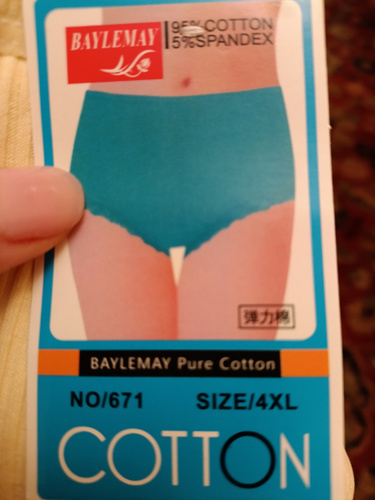 BAYLEMAY
95% COTTON
5%SPANDEX
弹力棉
BAYLEMAY Pure Cotton
NO/671 SIZE/4XL
COTTON